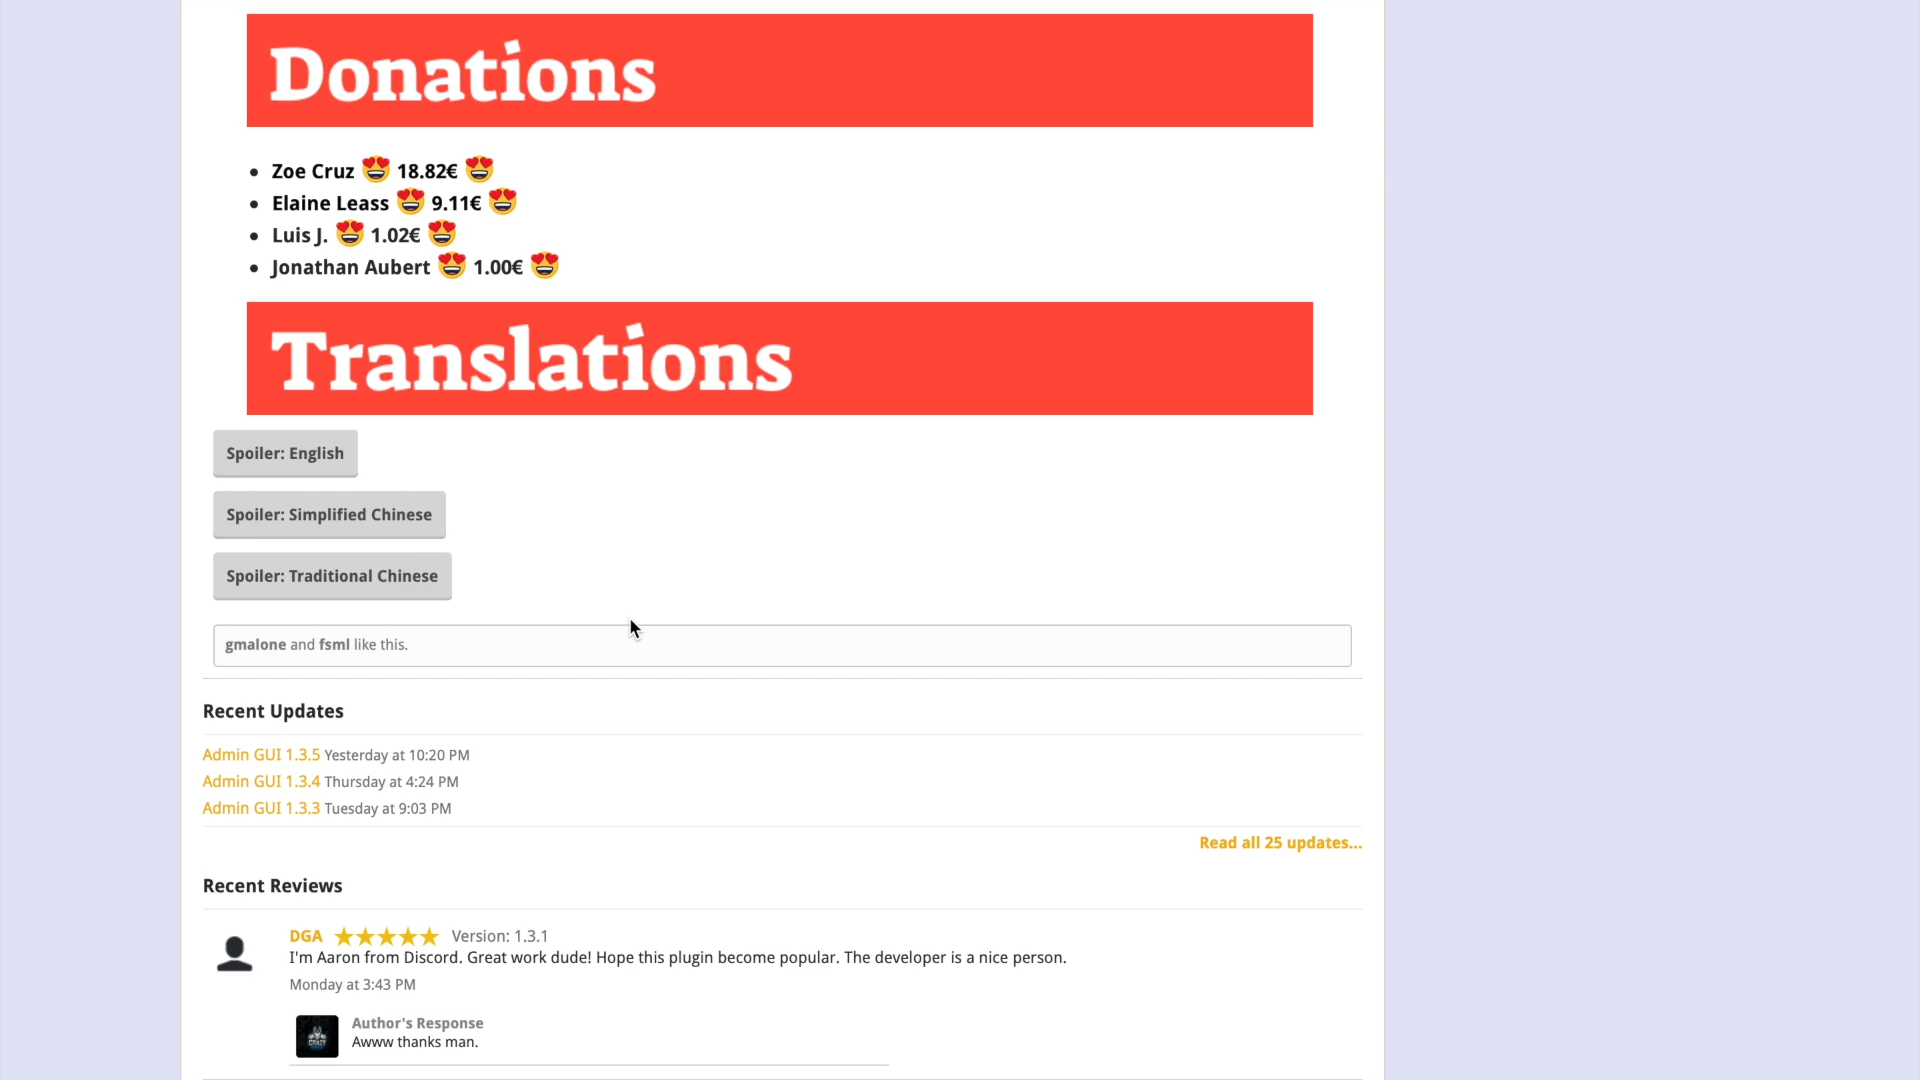 Donations
Zoe Cruz 😍 18.82€ 😍
Elaine Leass 😍 9.11€ 😍
Luis J. 😍 1.02€ 😍
Jonathan Aubert 😍 1.00€ 😍
Translations
Spoiler: English
Spoiler: Simplified Chinese
Spoiler: Traditional Chinese
gmalone and fsml like this.
Recent Updates
Admin GUI 1.3.5 Yesterday at 10:20 PM
Admin GUI 1.3.4 Thursday at 4:24 PM
Admin GUI 1.3.3 Tuesday at 9:03 PM
Read all 25 updates...
Recent Reviews
DGA ★★★★★ Version: 1.3.1
I'm Aaron from Discord. Great work dude! Hope this plugin become popular. The developer is a nice person.
Monday at 3:43 PM
CRAZY
Author's Response
Awww thanks man.